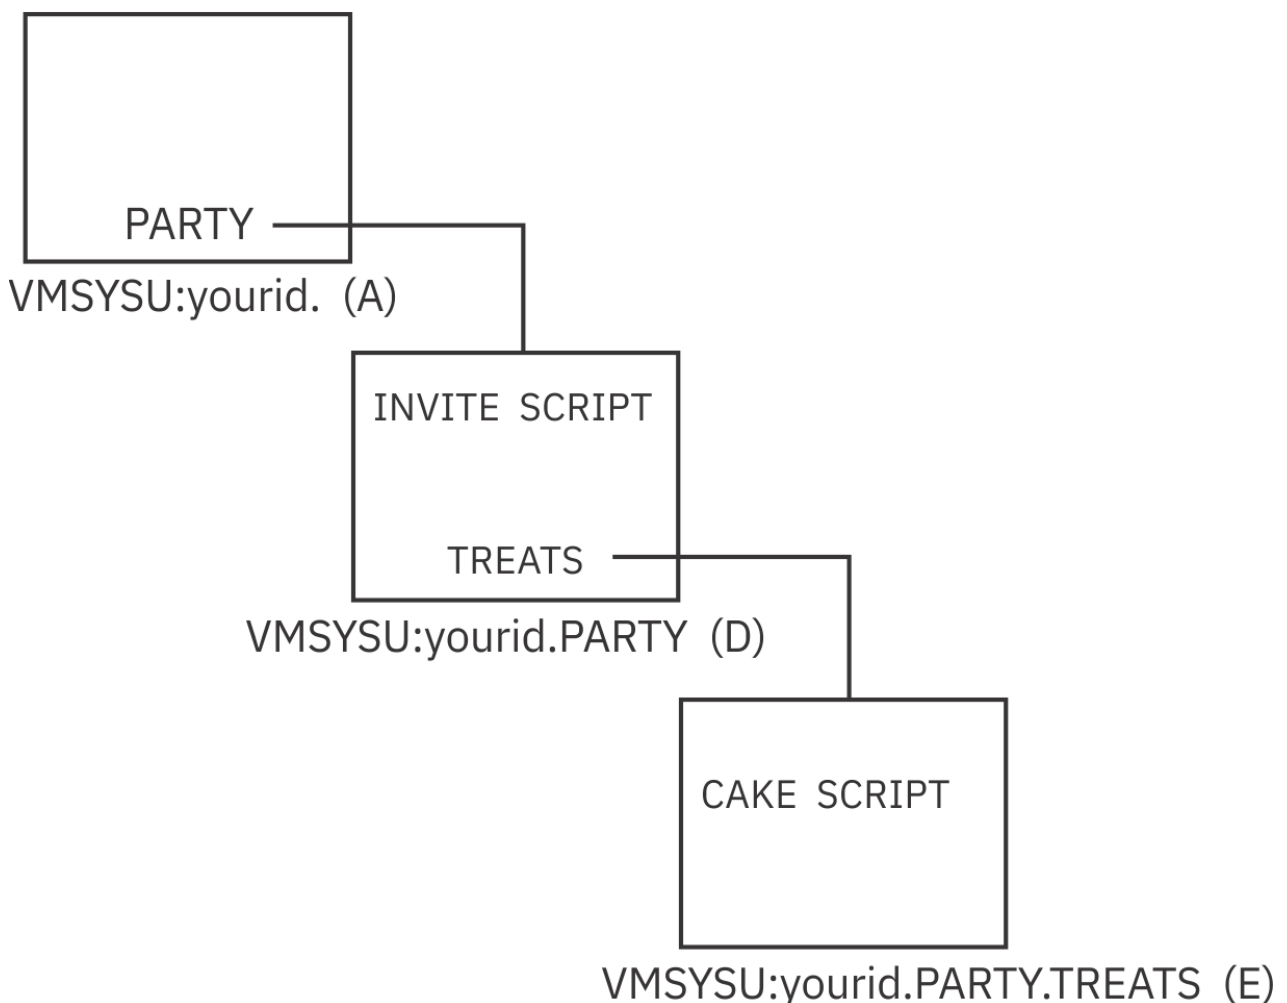 PARTY
VMSYSU:yourid. (A)
INVITE SCRIPT
TREATS
VMSYSU:yourid.PARTY (D)
CAKE SCRIPT
VMSYSU:yourid.PARTY.TREATS (E)